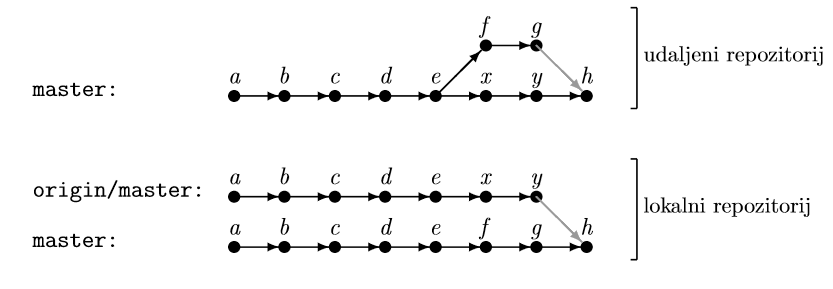 f g
udaljeni repozitorij
a b c d e x y h
master:
a b c d e x y
origin/master:
lokalni repozitorij
a b c d e f g h
master: